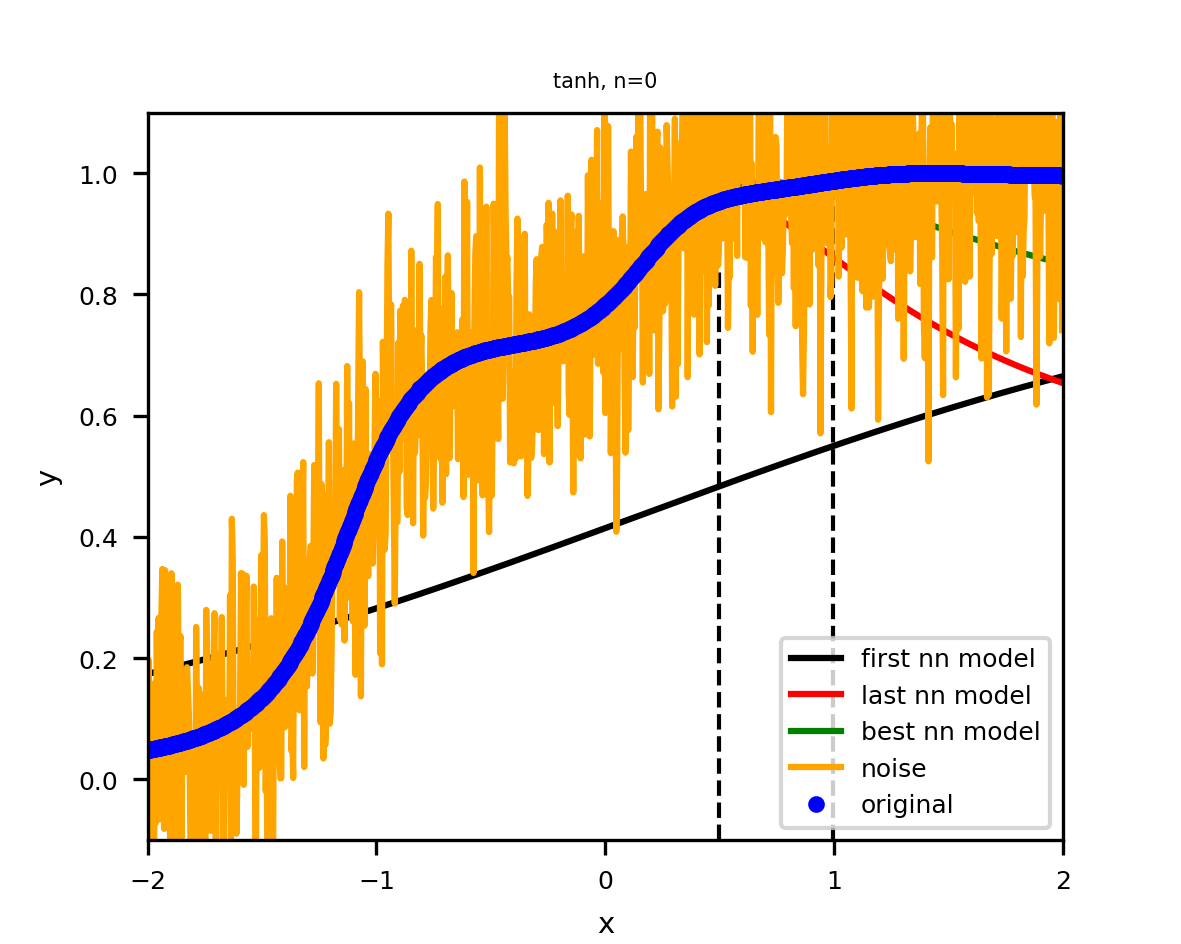 tanh, n=0
1.0
0.8
0.6
0.4
0.2
0.0
y
−2
−1
0
1
2
x
first nn model
last nn model
best nn model
noise
original